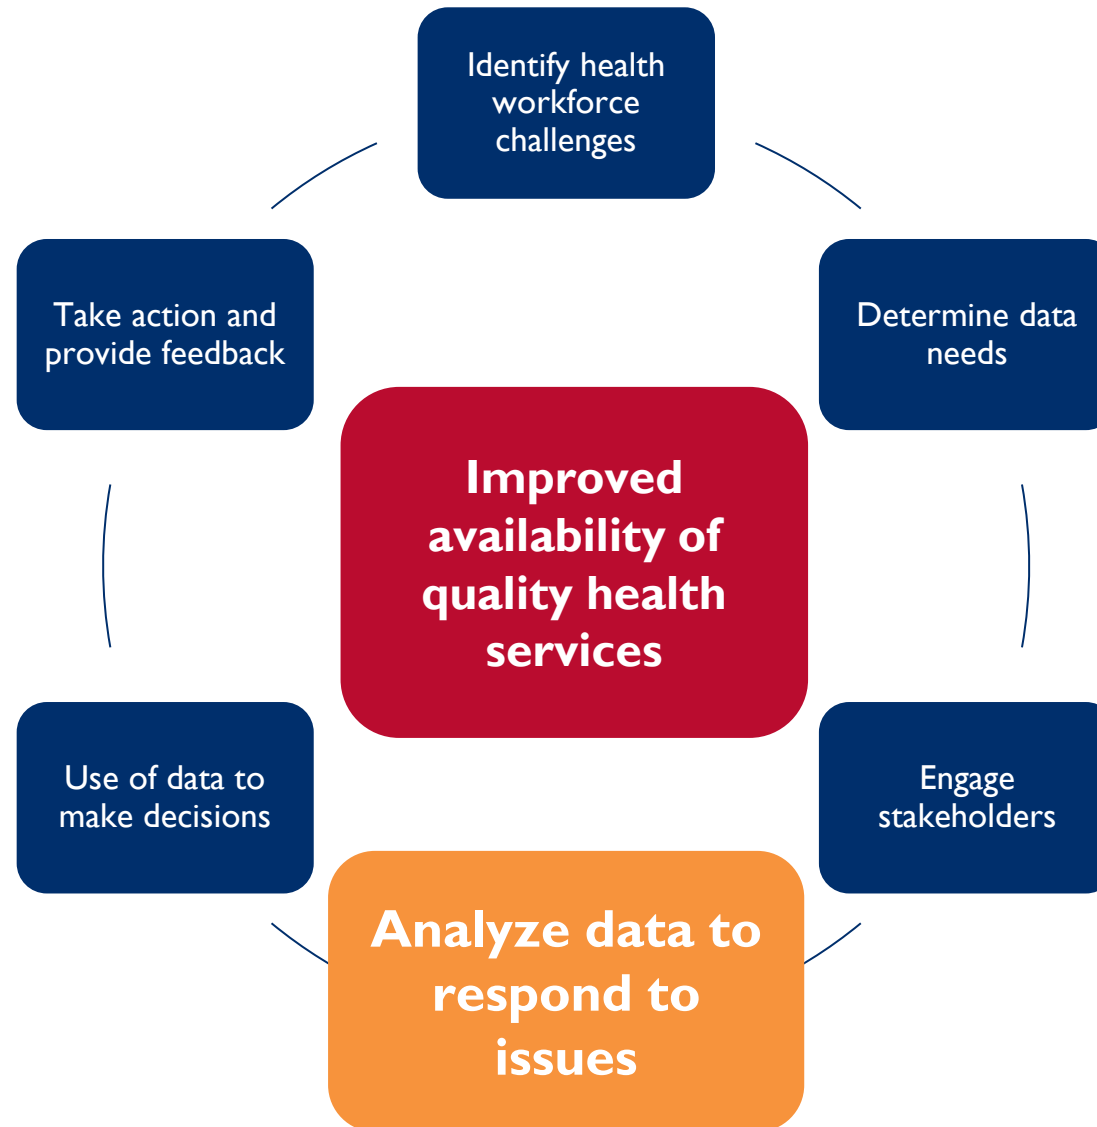 Identify health
workforce
challenges
Take action and
provide feedback
Determine data
needs
Improved
availability of
quality health
services
Use of data to
make decisions
Engage
stakeholders
Analyze data to
respond to
issues